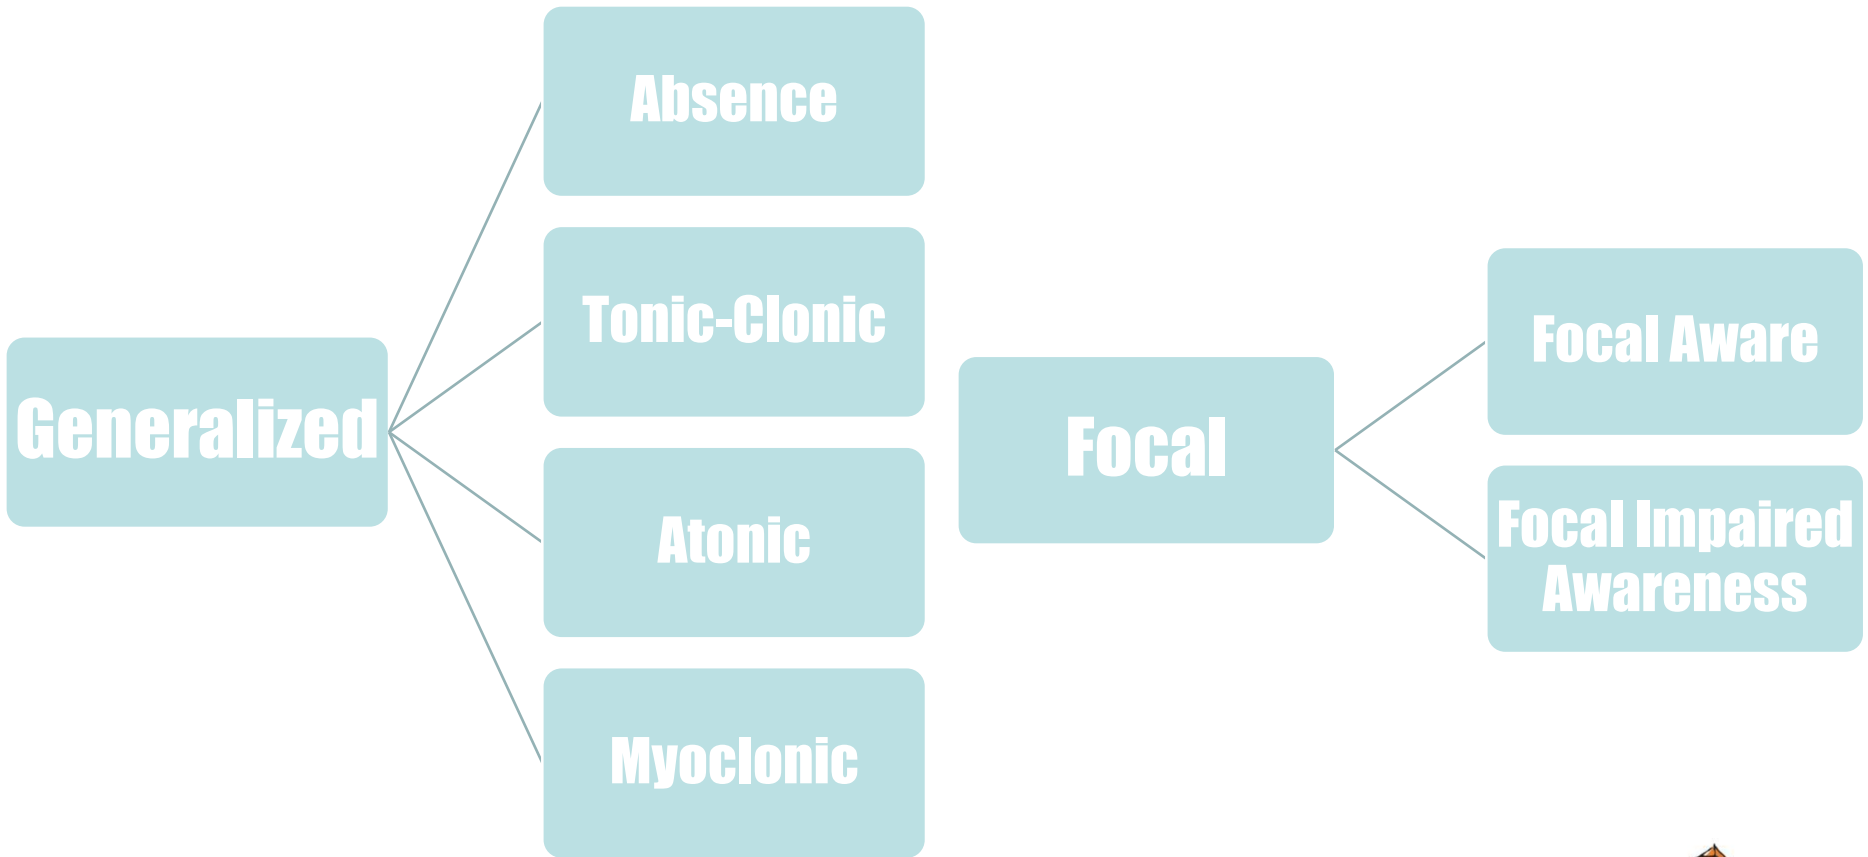 Generalized
Absence
Tonic-Clonic
Atonic
Myoclonic
Focal
Focal Aware
Focal Impaired
Awareness